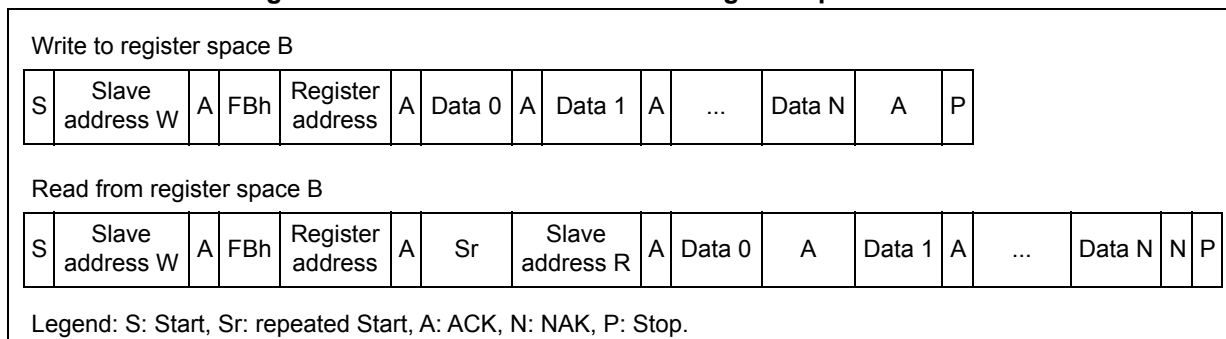 Write to register space B
S Slave address W A FBh Register address A Data 0 A Data 1 A ... Data N A P
Read from register space B
S Slave address W A FBh Register address A Sr Slave address R A Data 0 A Data 1 A ... Data N N P
Legend: S: Start, Sr: repeated Start, A: ACK, N: NAK, P: Stop.